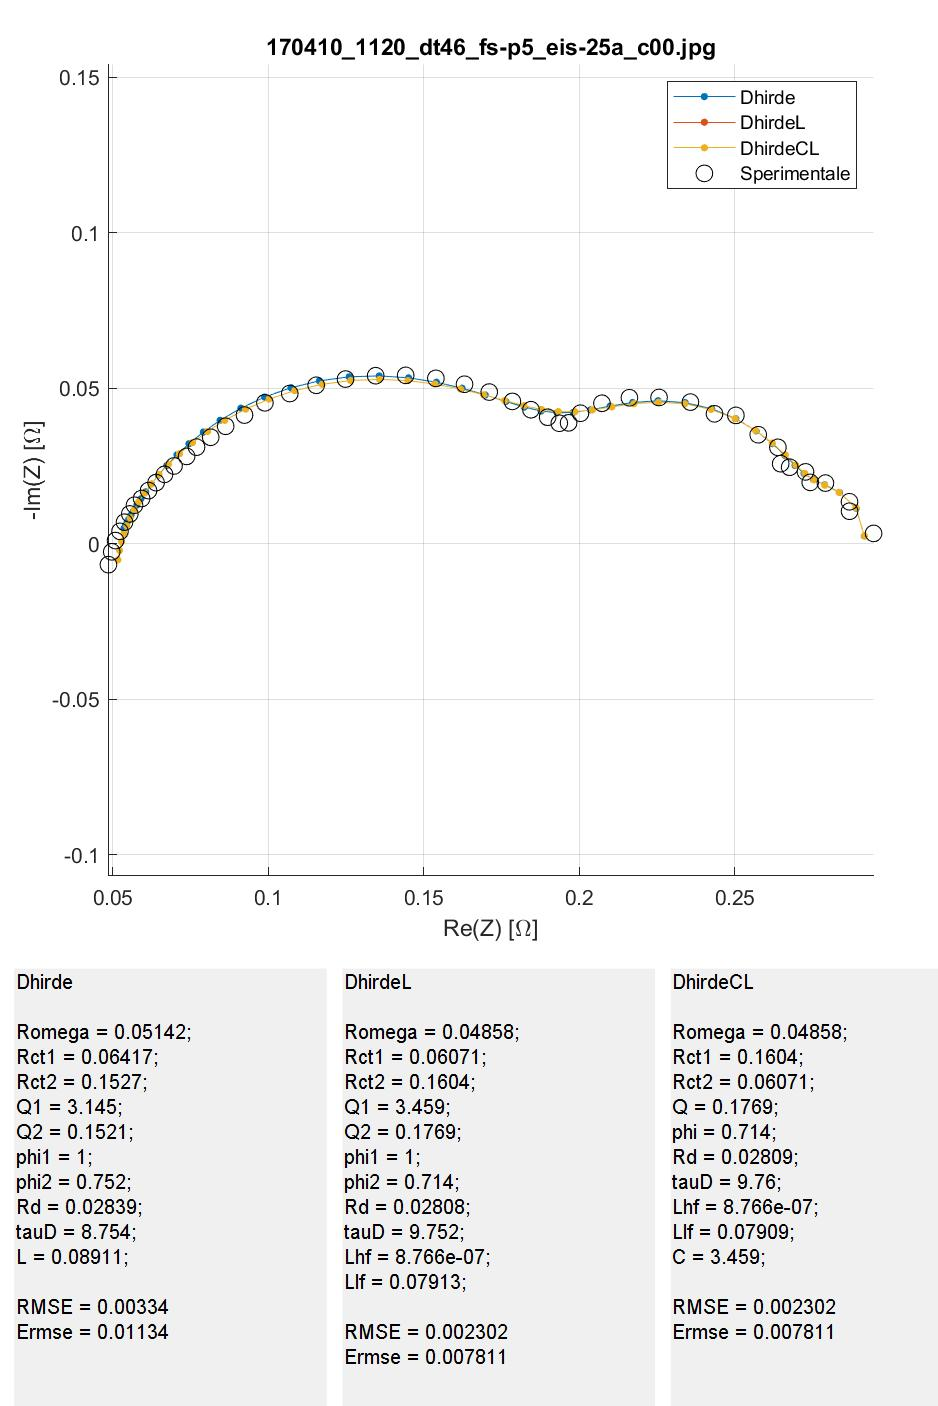 170410_1120_dt46_fs-p5_eis-25a_c00.jpg
0.15
0.1
0.05
0
-0.05
-0.1
-Im(Z) [Ω]
Dhirde
DhirdeL
DhirdeCL
Sperimentale
0.05 0.1 0.15 0.2 0.25
Re(Z) [Ω]
Dhirde
Romega = 0.05142;
Rct1 = 0.06417;
Rct2 = 0.1527;
Q1 = 3.145;
Q2 = 0.1521;
phi1 = 1;
phi2 = 0.752;
Rd = 0.02839;
tauD = 8.754;
L = 0.08911;
RMSE = 0.00334
Ermse = 0.01134
DhirdeL
Romega = 0.04858;
Rct1 = 0.06071;
Rct2 = 0.1604;
Q1 = 3.459;
Q2 = 0.1769;
phi1 = 1;
phi2 = 0.714;
Rd = 0.02808;
tauD = 9.752;
Lhf = 8.766e-07;
Llf = 0.07913;
RMSE = 0.002302
Ermse = 0.007811
DhirdeCL
Romega = 0.04858;
Rct1 = 0.1604;
Rct2 = 0.06071;
Q = 0.1769;
phi = 0.714;
Rd = 0.02809;
tauD = 9.76;
Lhf = 8.766e-07;
Llf = 0.07909;
C = 3.459;
RMSE = 0.002302
Ermse = 0.007811